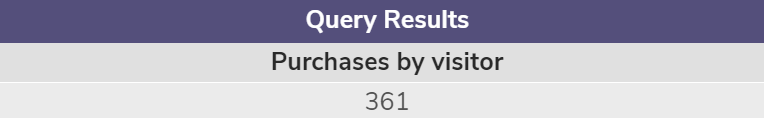 Query Results
Purchases by visitor
361